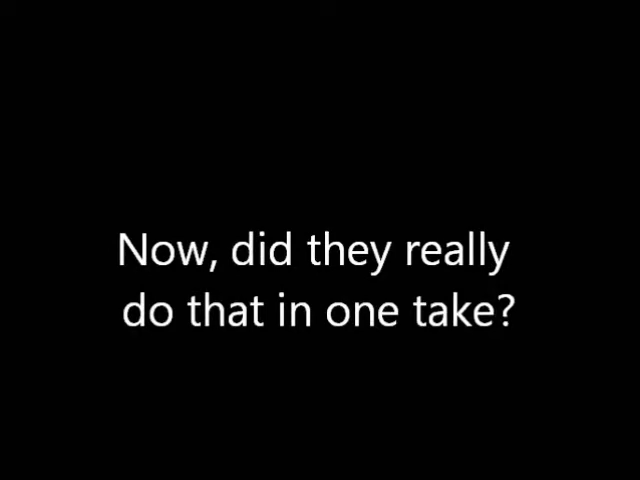 Now, did they really
do that in one take?